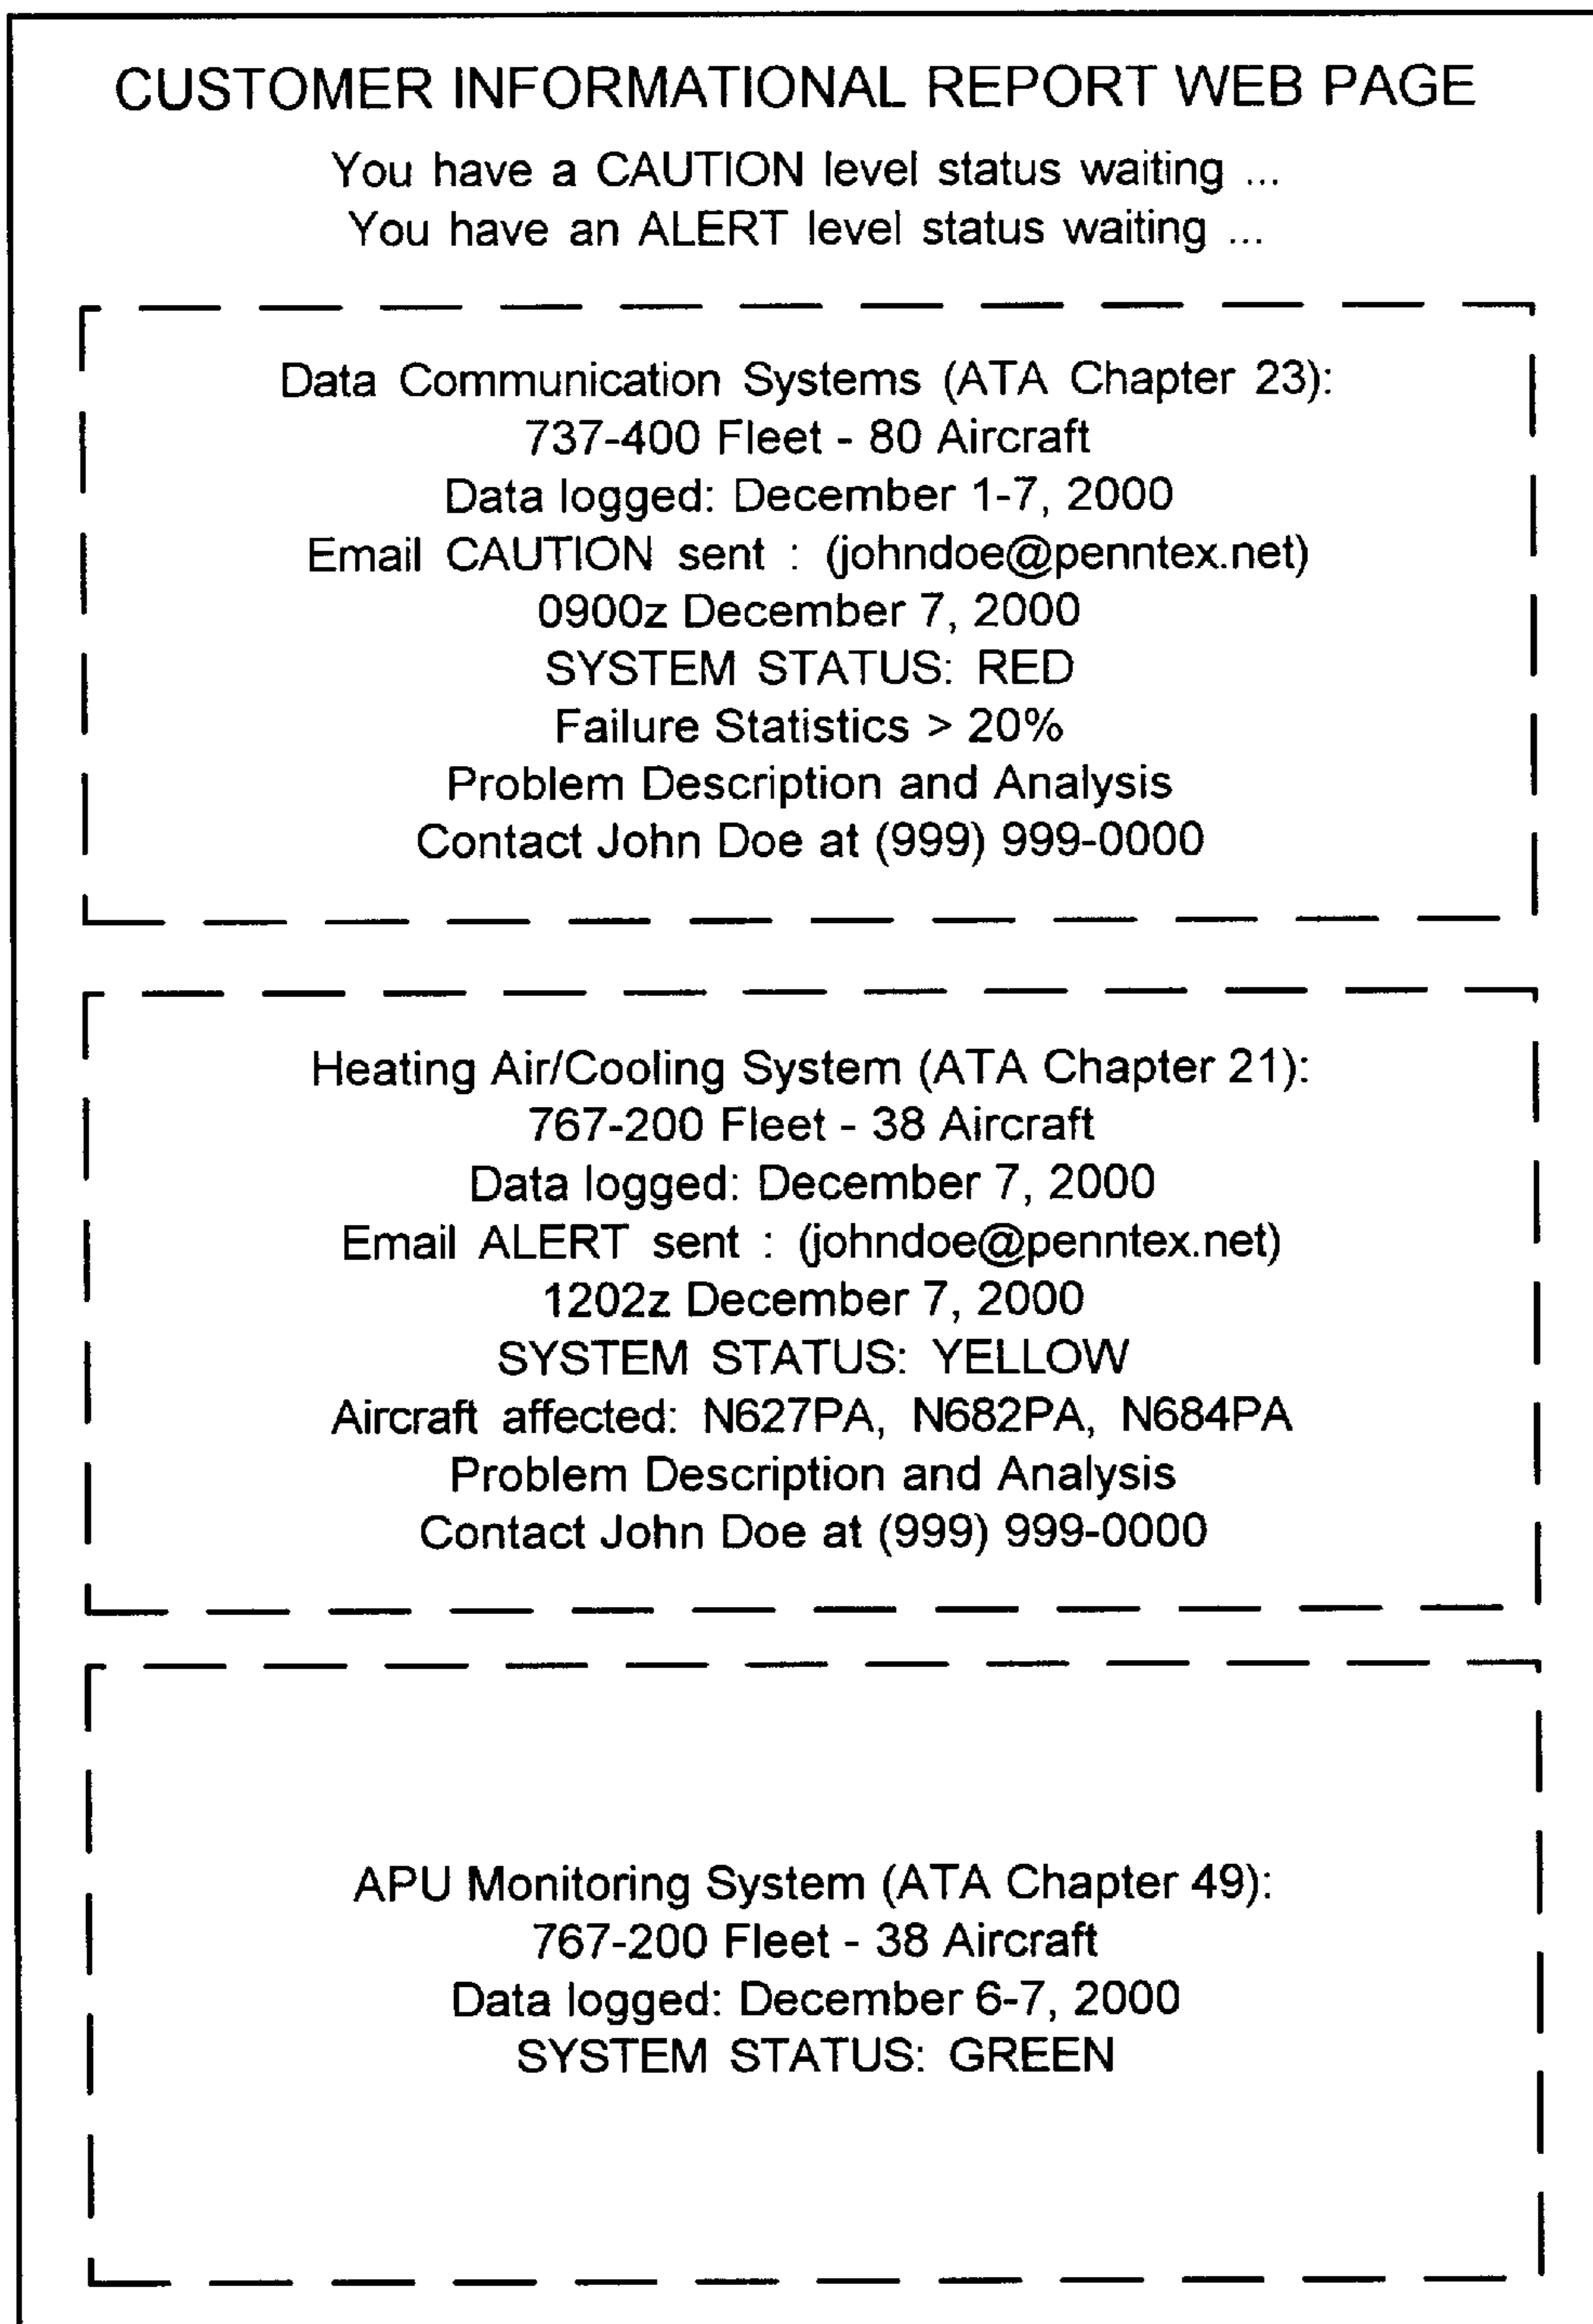 CUSTOMER INFORMATIONAL REPORT WEB PAGE
You have a CAUTION level status waiting ...
You have an ALERT level status waiting ...
Data Communication Systems (ATA Chapter 23):
737-400 Fleet - 80 Aircraft
Data logged: December 1-7, 2000
Email CAUTION sent : (johndoe@penntex.net)
0900z December 7, 2000
SYSTEM STATUS: RED
Failure Statistics > 20%
Problem Description and Analysis
Contact John Doe at (999) 999-0000
Heating Air/Cooling System (ATA Chapter 21):
767-200 Fleet - 38 Aircraft
Data logged: December 7, 2000
Email ALERT sent : (johndoe@penntex.net)
1202z December 7, 2000
SYSTEM STATUS: YELLOW
Aircraft affected: N627PA, N682PA, N684PA
Problem Description and Analysis
Contact John Doe at (999) 999-0000
APU Monitoring System (ATA Chapter 49):
767-200 Fleet - 38 Aircraft
Data logged: December 6-7, 2000
SYSTEM STATUS: GREEN